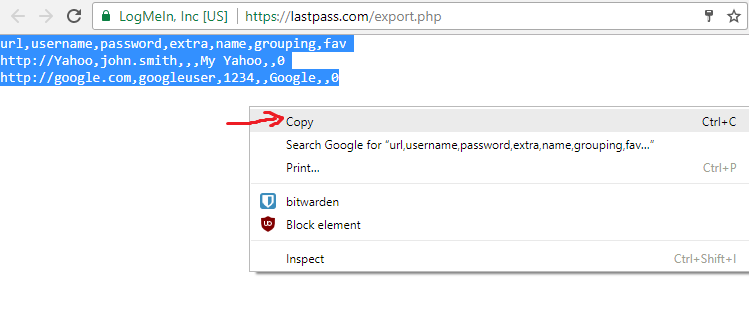 LogMeIn, Inc [US] | https://lastpass.com/export.php
url,username,password,extra,name,grouping,fav
http://Yahoo,john.smith,,,My Yahoo,,0
http://google.com,googleuser,1234,,Google,,0
Copy Ctrl+C
Search Google for “url,username,password,extra,name,grouping,fav...”
Print... Ctrl+P
bitwarden
Block element
Inspect Ctrl+Shift+I